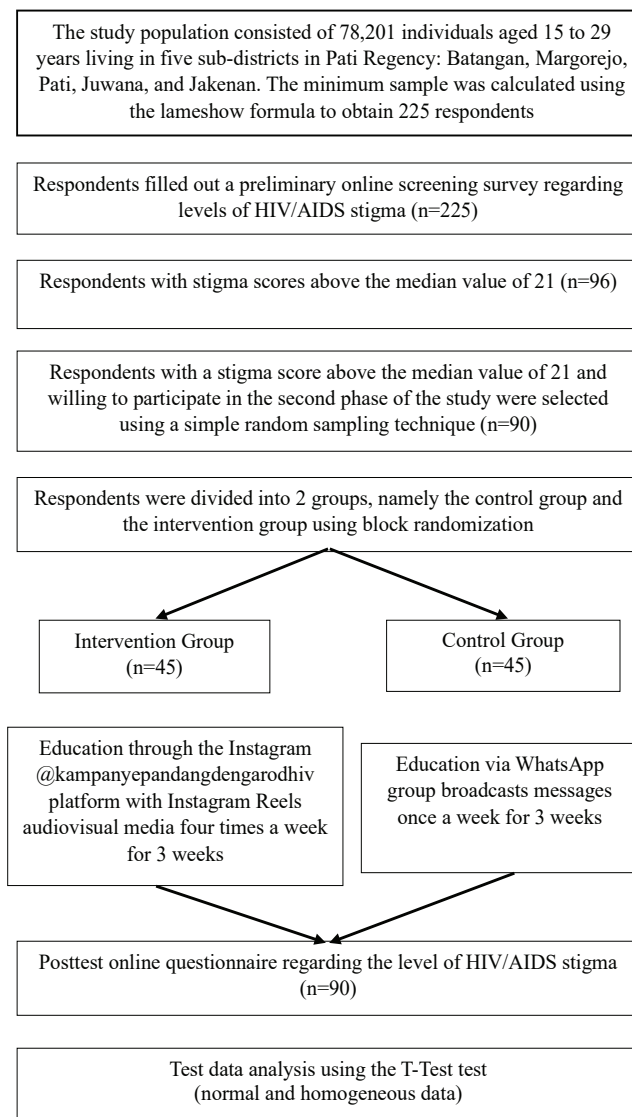 The study population consisted of 78,201 individuals aged 15 to 29
years living in five sub-districts in Pati Regency: Batangan, Margorejo,
Pati, Juwana, and Jakenan. The minimum sample was calculated using
the lameshow formula to obtain 225 respondents
Respondents filled out a preliminary online screening survey regarding
levels of HIV/AIDS stigma (n=225)
Respondents with stigma scores above the median value of 21 (n=96)
Respondents with a stigma score above the median value of 21 and
willing to participate in the second phase of the study were selected
using a simple random sampling technique (n=90)
Respondents were divided into 2 groups, namely the control group and
the intervention group using block randomization
Intervention Group
(n=45)
Control Group
(n=45)
Education through the Instagram
@kampanyepandangdengarodhiv
platform with Instagram Reels
audiovisual media four times a week
for 3 weeks
Education via WhatsApp
group broadcasts messages
once a week for 3 weeks
Posttest online questionnaire regarding the level of HIV/AIDS stigma
(n=90)
Test data analysis using the T-Test test
(normal and homogeneous data)